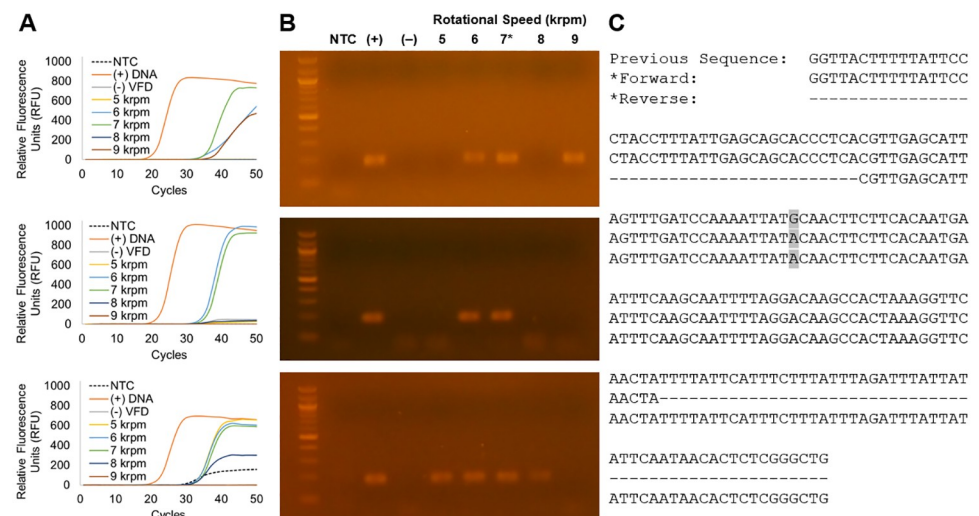 A
1000
800
600
400
200
0
0 10 20 30 40 50
Relative Fluorescence
Units (RFU)
Cycles
NTC
(+) DNA
(-) VFD
5 krpm
6 krpm
7 krpm
8 krpm
9 krpm
1000
800
600
400
200
0
0 10 20 30 40 50
Relative Fluorescence
Units (RFU)
Cycles
NTC
(+) DNA
(-) VFD
5 krpm
6 krpm
7 krpm
8 krpm
9 krpm
1000
800
600
400
200
0
0 10 20 30 40 50
Relative Fluorescence
Units (RFU)
Cycles
NTC
(+) DNA
(-) VFD
5 krpm
6 krpm
7 krpm
8 krpm
9 krpm
B
Rotational Speed (krpm)
NTC (+) (–) 5 6 7* 8 9
C
Previous Sequence: GGTTACTTTTTATTCC
*Forward: GGTTACTTTTTATTCC
*Reverse: ----------------
CTACCTTTATTGAGCAGCACCCTCACGTTGAGCATT
CTACCTTTATTGAGCAGCACCCTCACGTTGAGCATT
-------------------------CGTTGAGCATT
AGTTTGATCCAAAATTATGCAACTTCTTCACAATGA
AGTTTGATCCAAAATTATACAACTTCTTCACAATGA
AGTTTGATCCAAAATTATACAACTTCTTCACAATGA
ATTTCAAGCAATTTTAGGACAAGCCACTAAAGGTTC
ATTTCAAGCAATTTTAGGACAAGCCACTAAAGGTTC
ATTTCAAGCAATTTTAGGACAAGCCACTAAAGGTTC
AACTATTTTATTCATTTCTTTATTTAGATTTATTAT
AACTA-------------------------------
AACTATTTTATTCATTTCTTTATTTAGATTTATTAT
ATTCAATAACACTCTCGGGCTG
----------------------
ATTCAATAACACTCTCGGGCTG